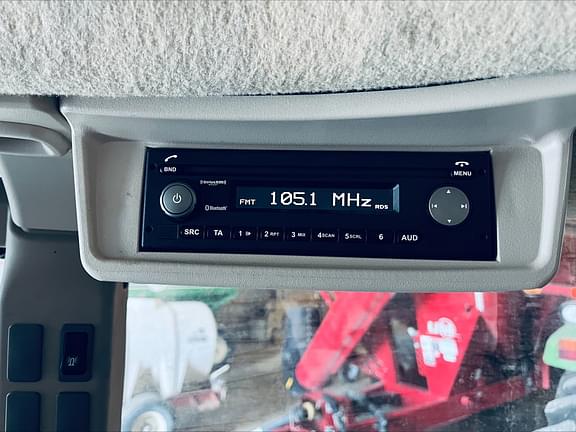 BND
MENU
SiriusXM
Bluetooth
FMT 105.1 MHz RDS
SRC TA 1 2 RPT 3 MIX 4 SCAN 5 SCRL 6 AUD